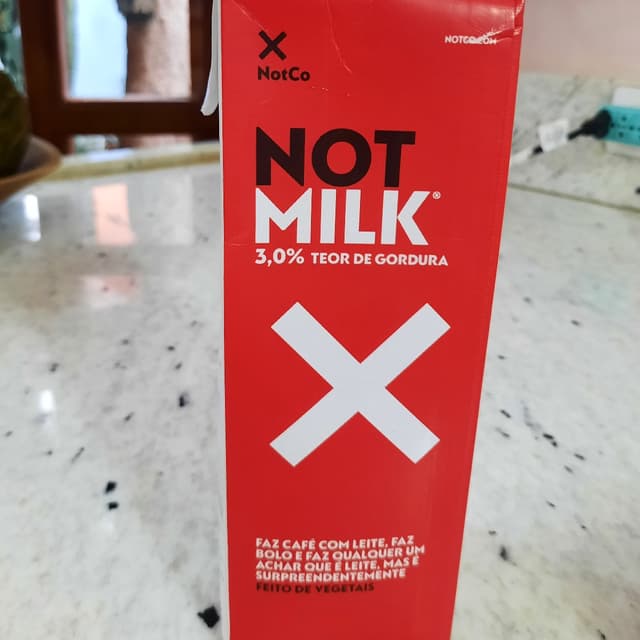 NotCo
NOTCO.COM
NOT
MILK®
3,0% TEOR DE GORDURA
FAZ CAFÉ COM LEITE, FAZ
BOLO E FAZ QUALQUER UM
ACHAR QUE É LEITE, MAS É
SURPREENDENTEMENTE
FEITO DE VEGETAIS